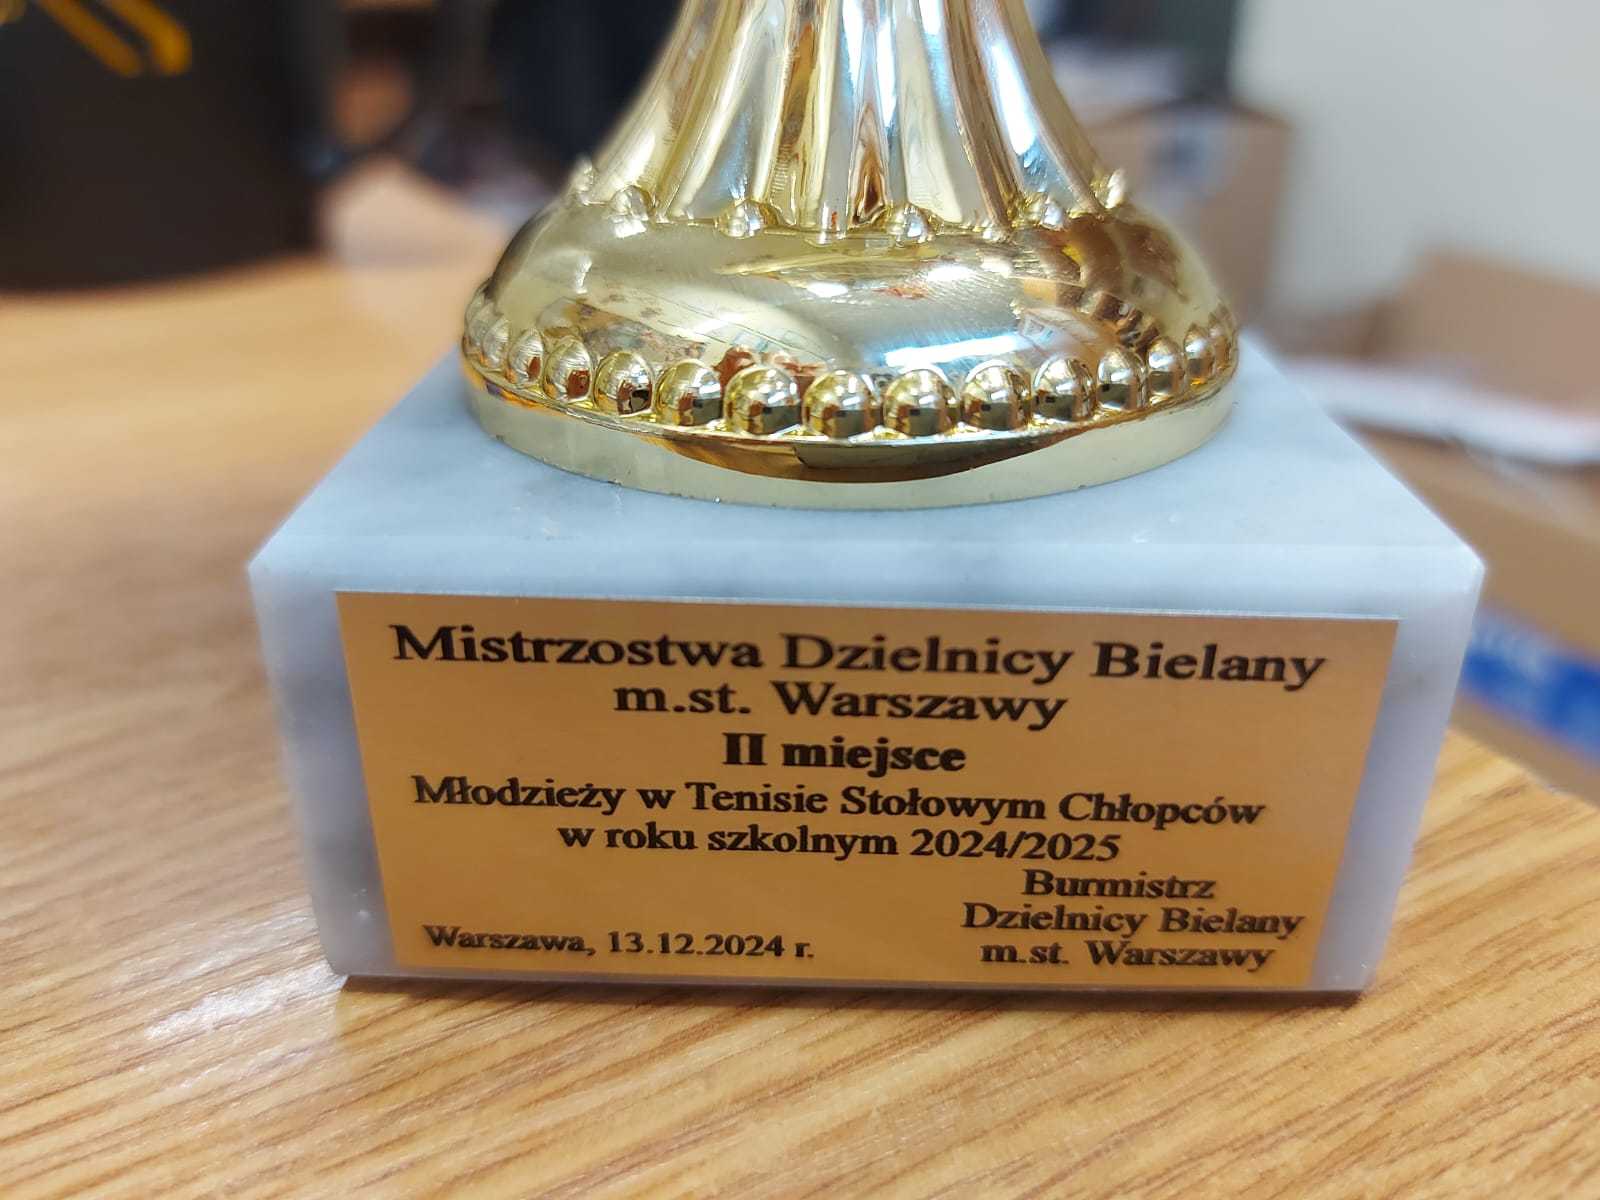 Mistrzostwa Dzielnicy Bielany
m.st. Warszawy
II miejsce
Młodzieży w Tenisie Stołowym Chłopców
w roku szkolnym 2024/2025
Burmistrz
Dzielnicy Bielany
m.st. Warszawy
Warszawa, 13.12.2024 r.